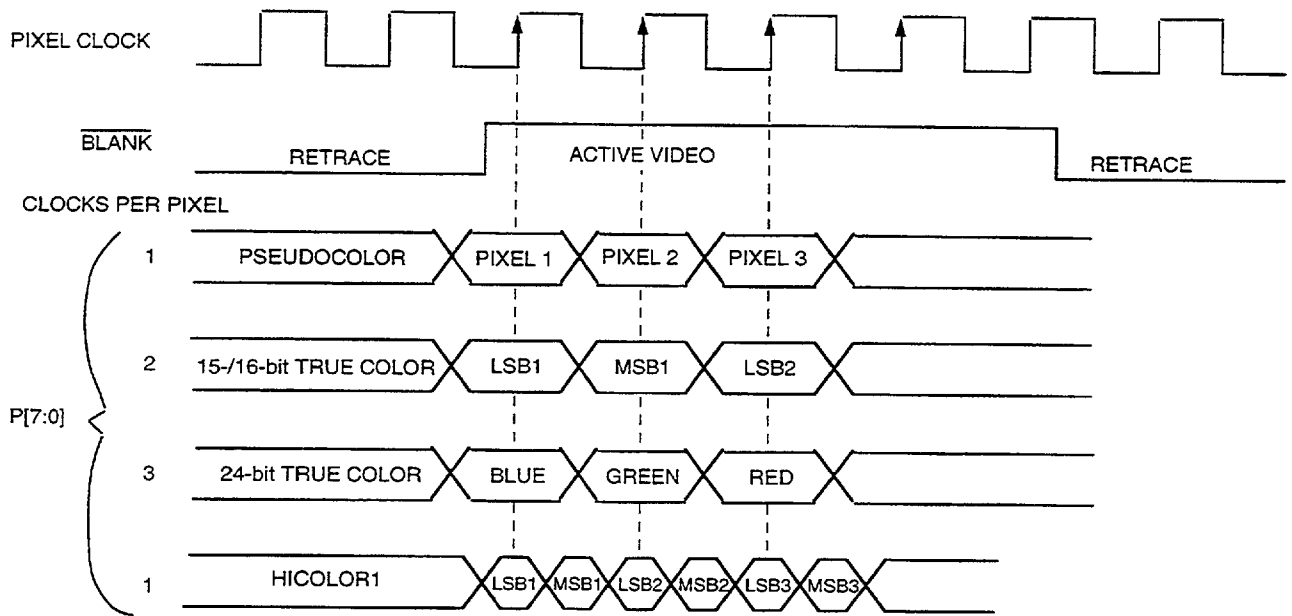 PIXEL CLOCK
BLANK
RETRACE ACTIVE VIDEO RETRACE
CLOCKS PER PIXEL
1 PSEUDOCOLOR PIXEL 1 PIXEL 2 PIXEL 3
2 15-/16-bit TRUE COLOR LSB1 MSB1 LSB2
P[7:0]
3 24-bit TRUE COLOR BLUE GREEN RED
1 HICOLOR1 LSB1 MSB1 LSB2 MSB2 LSB3 MSB3